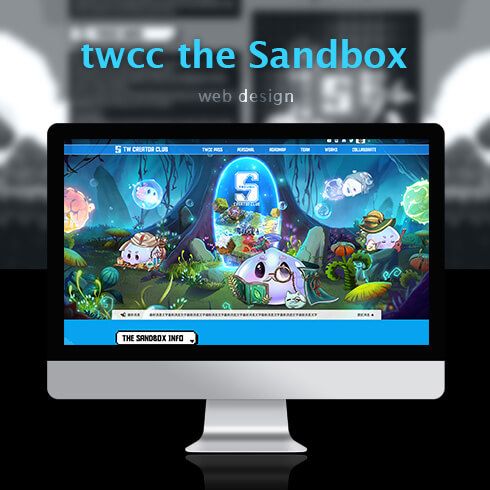 twcc the Sandbox
web design
TW CREATOR CLUB
TWCC PASS
PERSONAL
ROADMAP
TEAM
WORKS
COLLABORATE
S
CREATOR CLUB
THE SANDBOX INFO